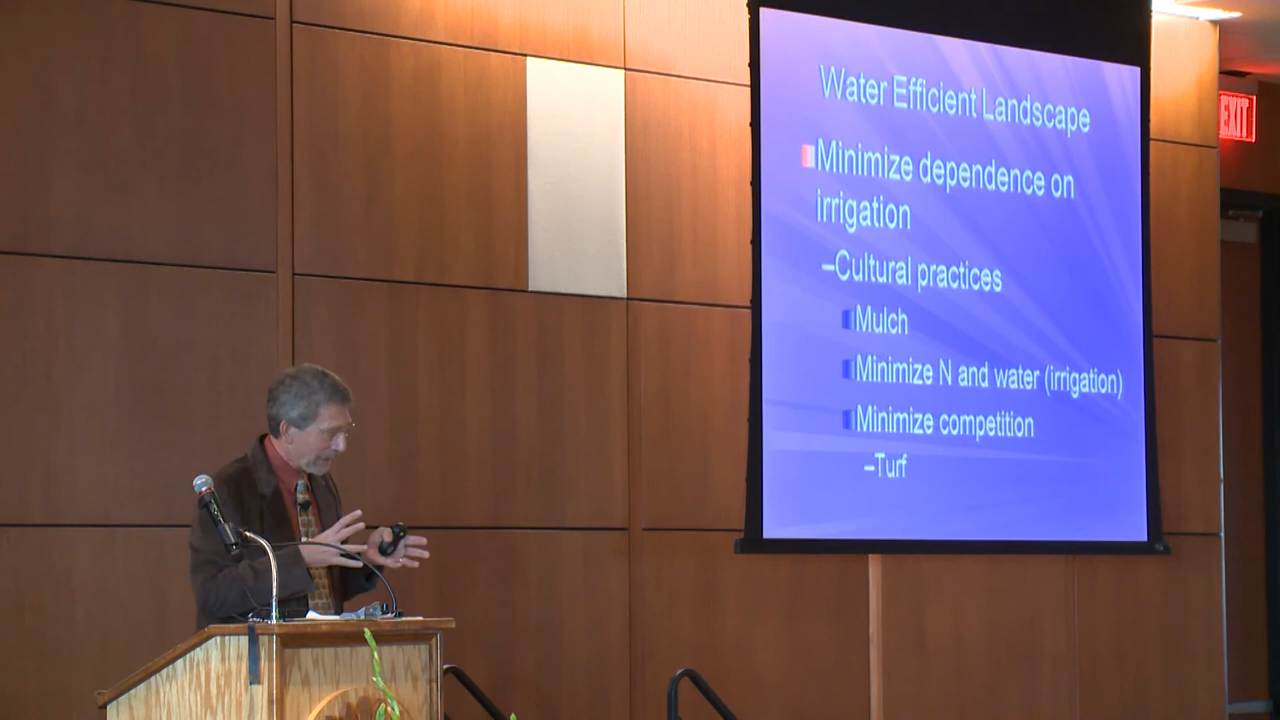 Water Efficient Landscape
Minimize dependence on
irrigation
–Cultural practices
Mulch
Minimize N and water (irrigation)
Minimize competition
–Turf
EXIT